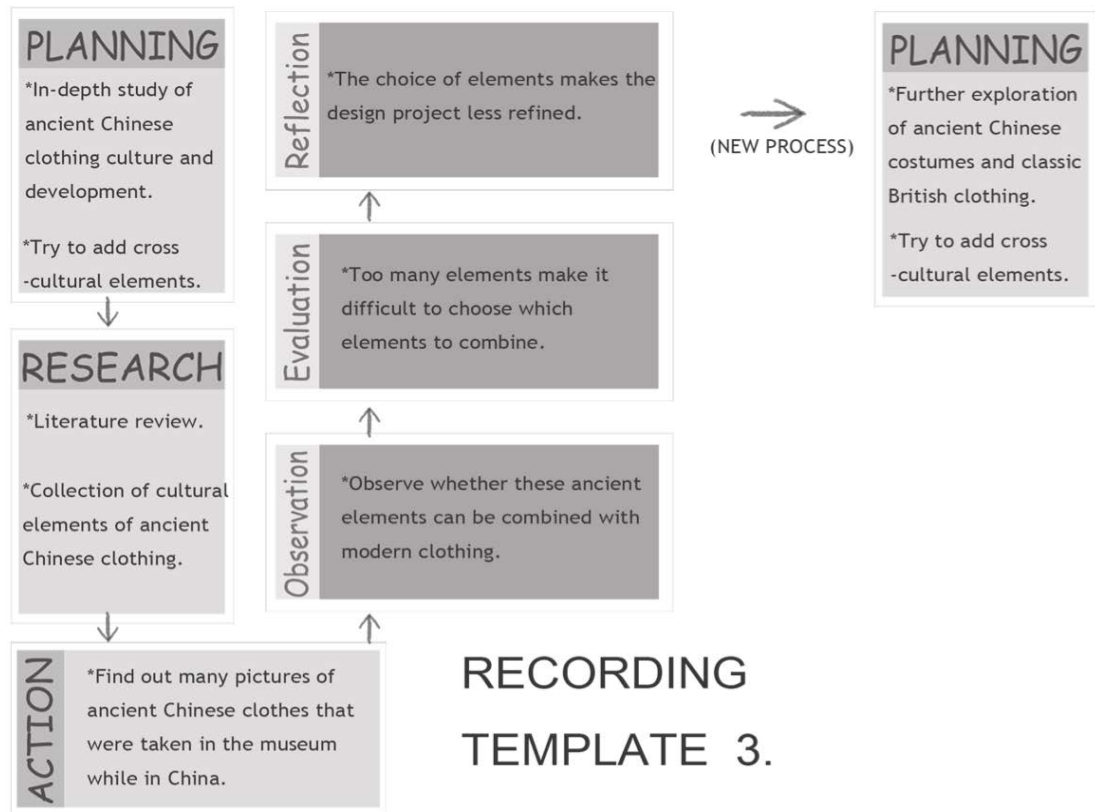 PLANNING
*In-depth study of
ancient Chinese
clothing culture and
development.
*Try to add cross
-cultural elements.
RESEARCH
*Literature review.
*Collection of cultural
elements of ancient
Chinese clothing.
ACTION
*Find out many pictures of
ancient Chinese clothes that
were taken in the museum
while in China.
Observation
*Observe whether these ancient
elements can be combined with
modern clothing.
Evaluation
*Too many elements make it
difficult to choose which
elements to combine.
Reflection
*The choice of elements makes the
design project less refined.
(NEW PROCESS)
PLANNING
*Further exploration
of ancient Chinese
costumes and classic
British clothing.
*Try to add cross
-cultural elements.
RECORDING
TEMPLATE 3.